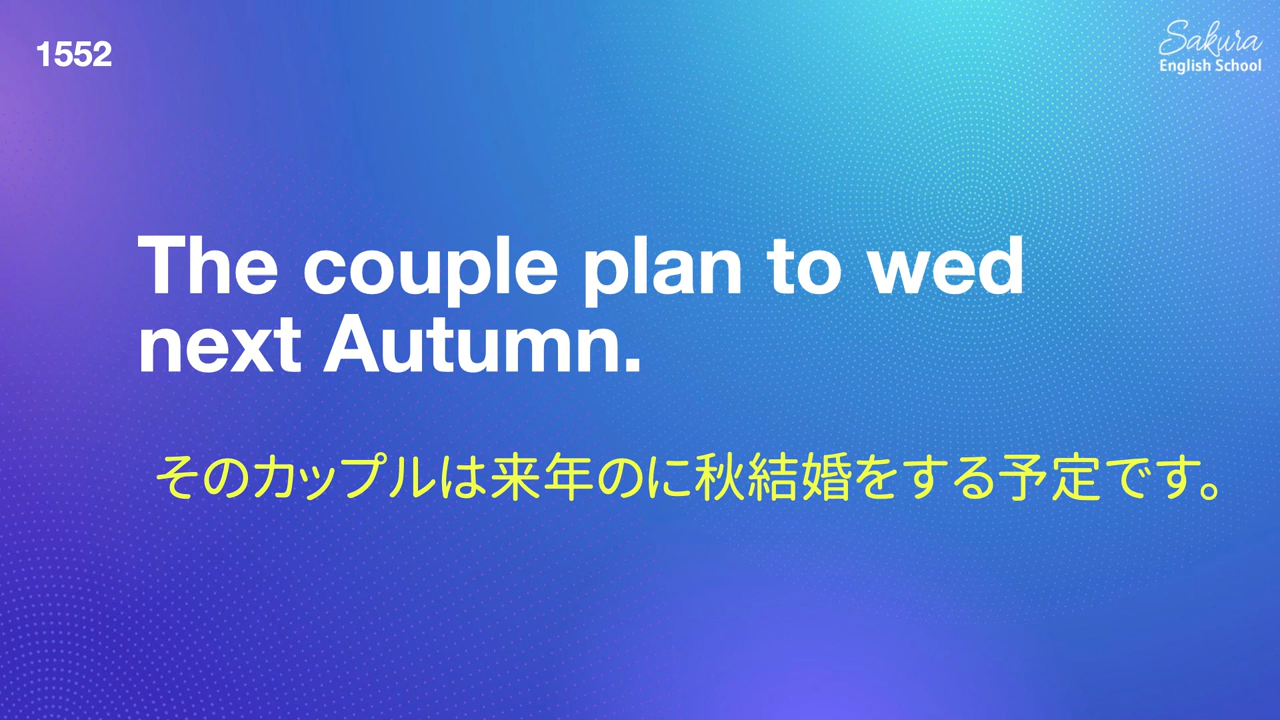 1552
Sakura
English School
The couple plan to wed
next Autumn.
そのカップルは来年のに秋結婚をする予定です。